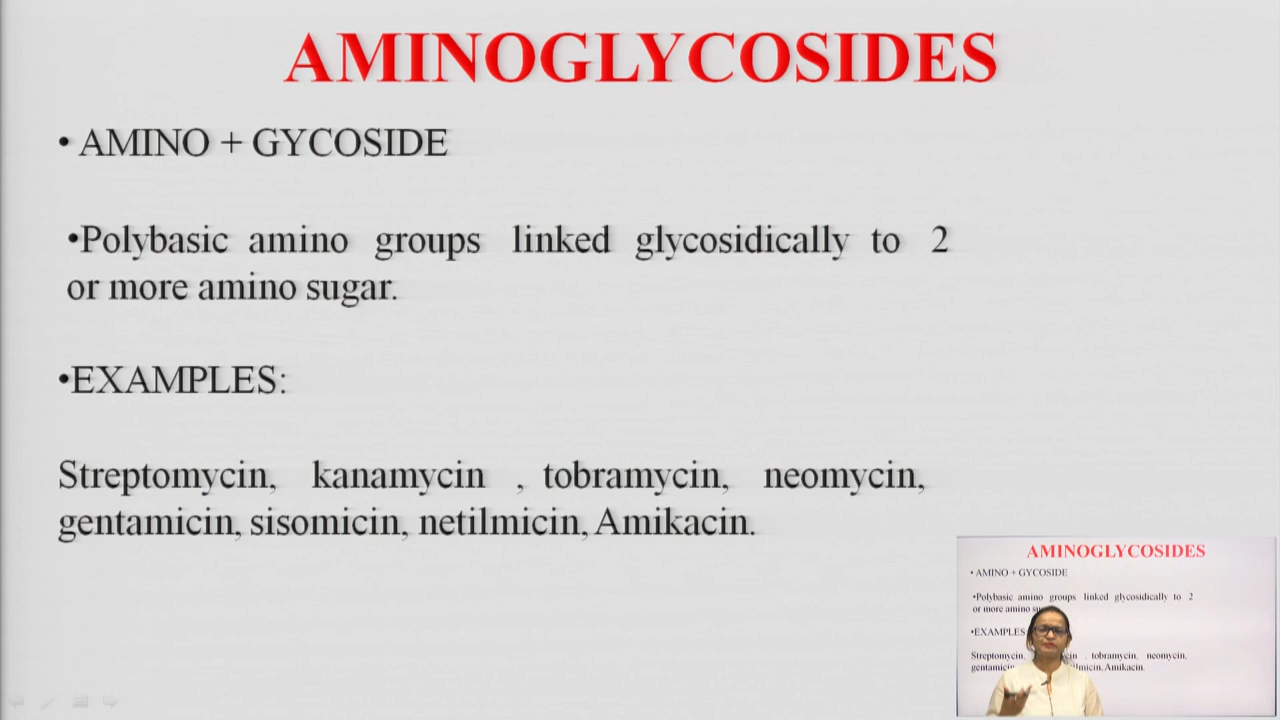 AMINOGLYCOSIDES
• AMINO + GYCOSIDE
•Polybasic amino groups linked glycosidically to 2
or more amino sugar.
•EXAMPLES:
Streptomycin, kanamycin , tobramycin, neomycin,
gentamicin, sisomicin, netilmicin, Amikacin.
AMINOGLYCOSIDES
• AMINO + GYCOSIDE
•Polybasic amino groups linked glycosidically to 2
or more amino
•EXAMPLES
Streptomycin, tobramycin, neomycin,
Amikacin.